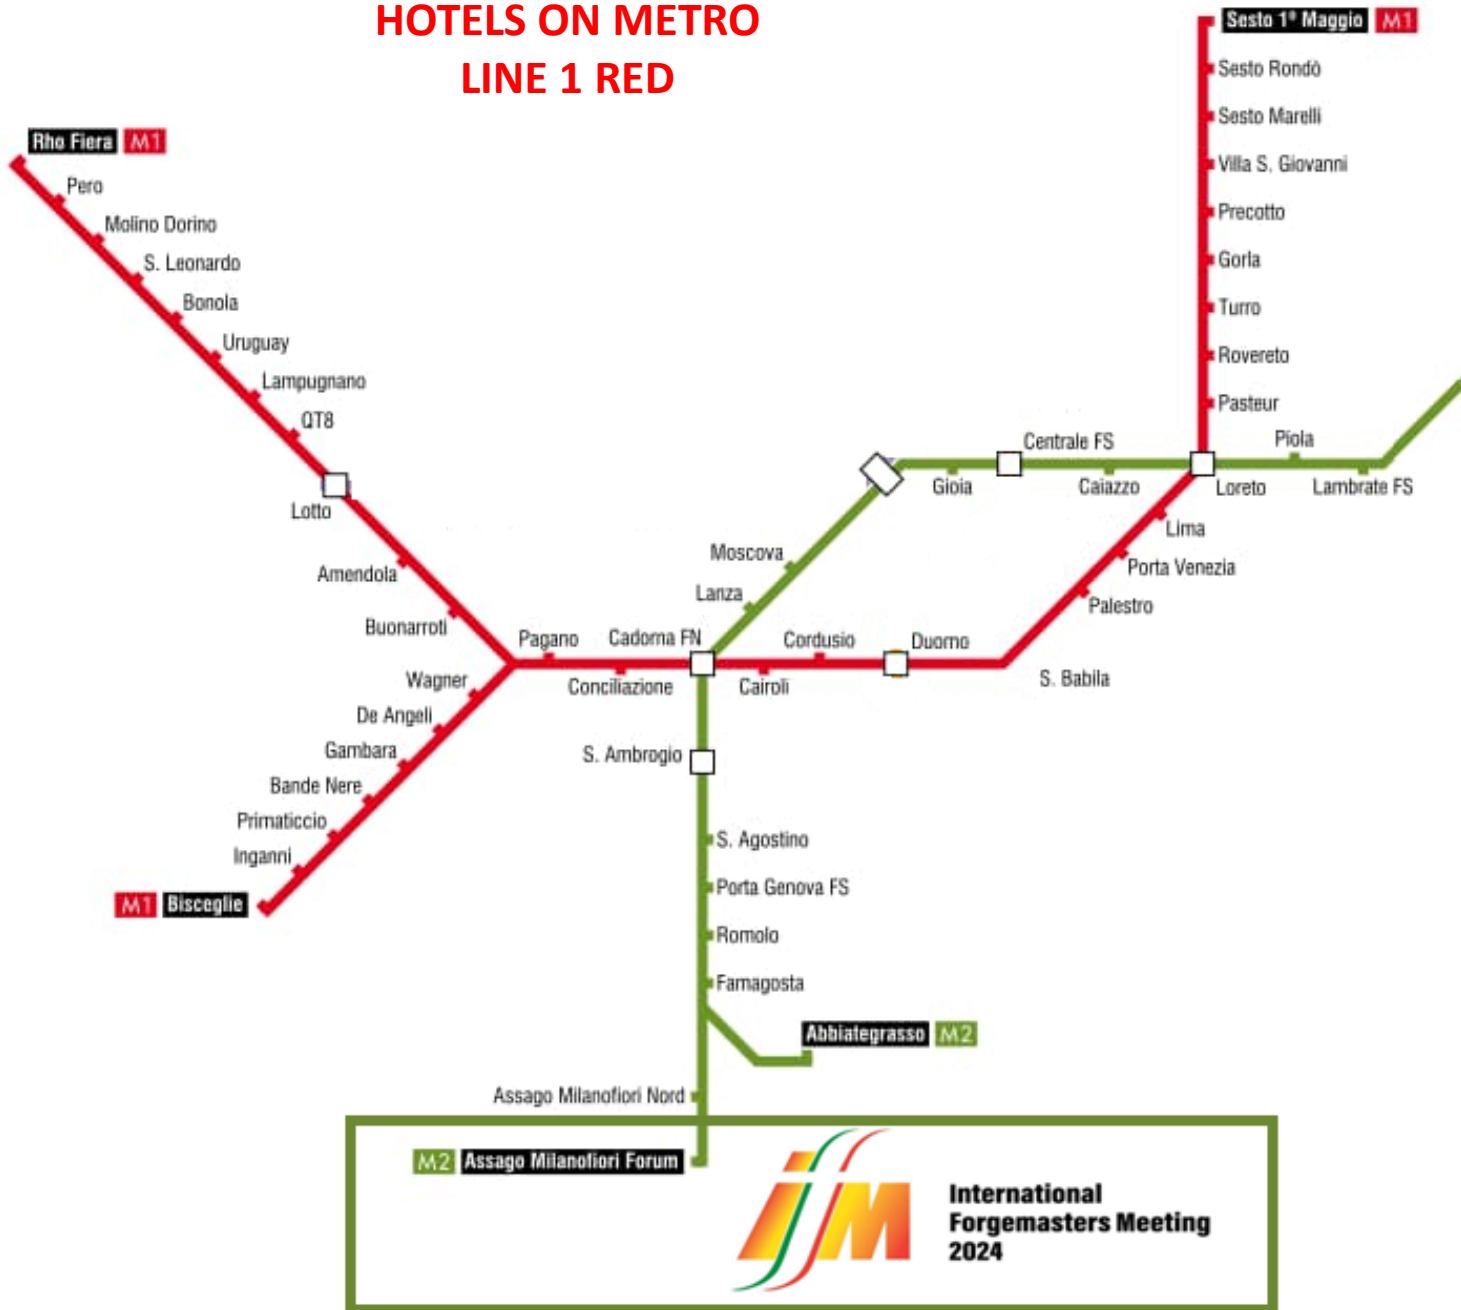 HOTELS ON METRO
LINE 1 RED
Sesto 1º Maggio M1
Sesto Rondò
Sesto Marelli
Villa S. Giovanni
Precotto
Gorla
Turro
Rovereto
Pasteur
Rho Fiera M1
Pero
Molino Dorino
S. Leonardo
Bonola
Uruguay
Lampugnano
QT8
Lotto
Amendola
Buonarroti
Wagner
De Angeli
Gambara
Bande Nere
Primaticcio
Inganni
M1 Bisceglie
Pagano
Conciliazione
Cadorna FN
Cairoli
Cordusio
Duomo
S. Babila
Palestro
Porta Venezia
Lima
Loreto
Piola
Lambrate FS
Caiazzo
Centrale FS
Gioia
Moscova
Lanza
S. Ambrogio
S. Agostino
Porta Genova FS
Romolo
Famagosta
Abbiategrasso M2
Assago Milanofiori Nord
M2 Assago Milanofiori Forum
ifM
International
Forgemasters Meeting
2024